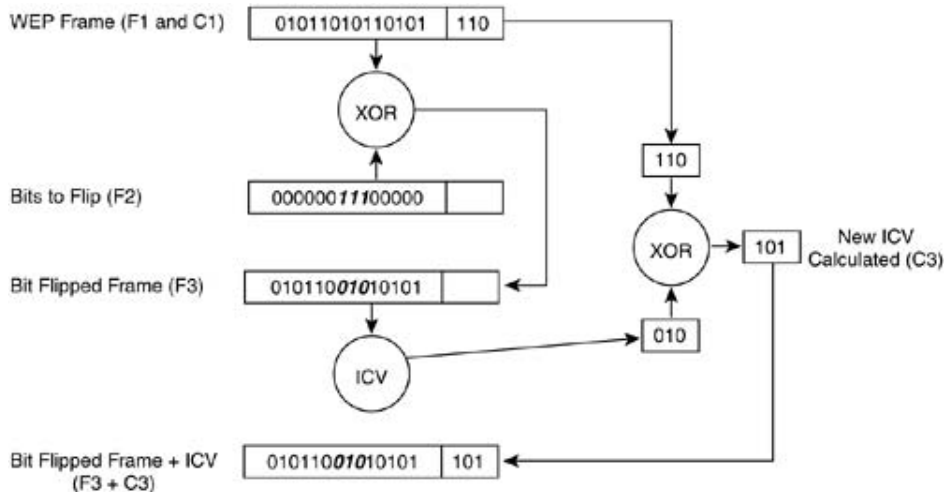 WEP Frame (F1 and C1)
01011010110101 110
XOR
110
Bits to Flip (F2)
00000011100000
XOR
101
New ICV
Calculated (C3)
Bit Flipped Frame (F3)
01011001010101
010
ICV
Bit Flipped Frame + ICV
(F3 + C3)
01011001010101 101